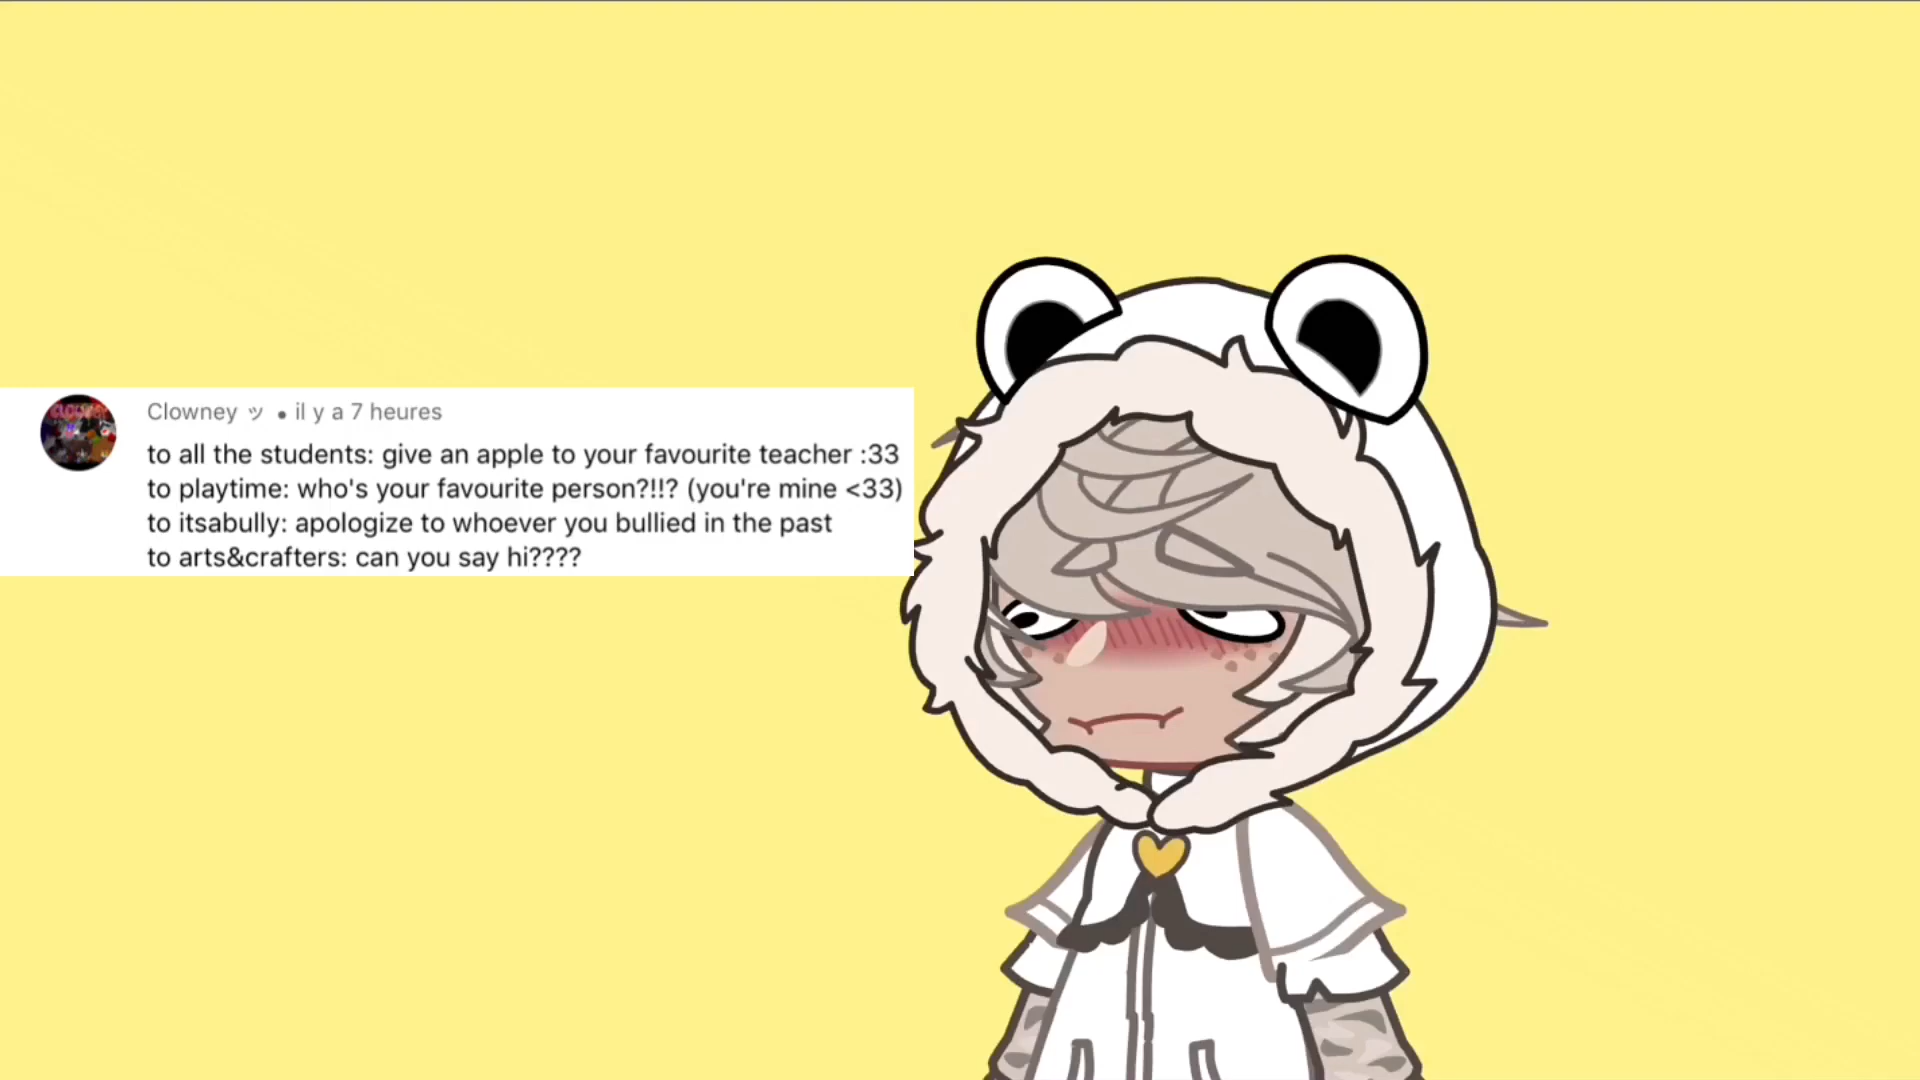 Clowney ッ • il y a 7 heures
to all the students: give an apple to your favourite teacher :33
to playtime: who's your favourite person?!!? (you're mine <33)
to itsabully: apologize to whoever you bullied in the past
to arts&crafters: can you say hi????